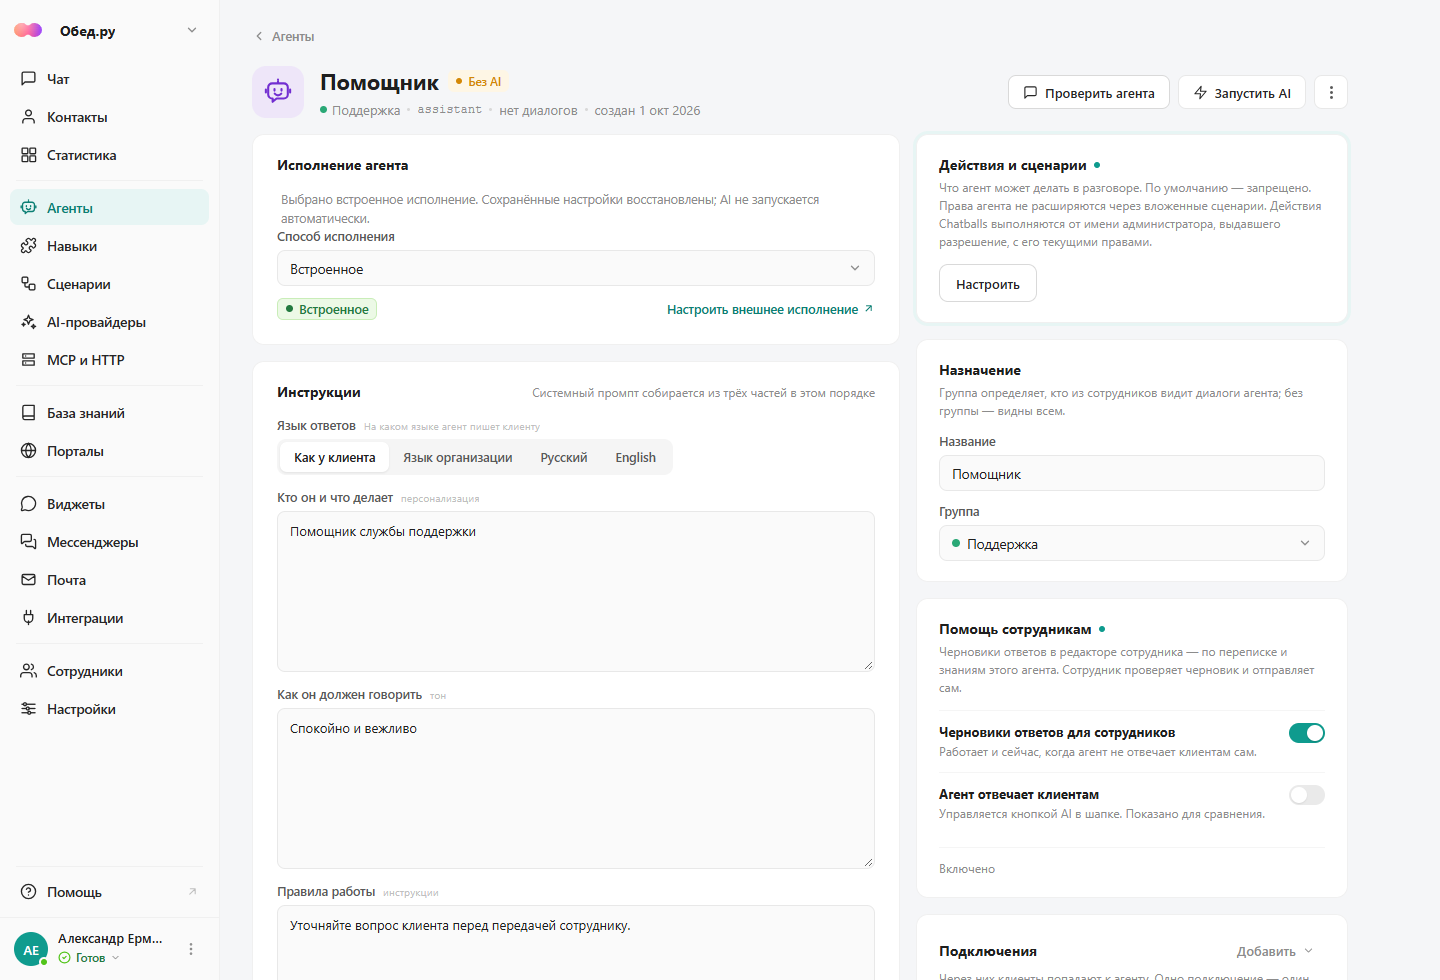 Обед.ру
Чат
Контакты
Статистика
Агенты
Навыки
Сценарии
AI-провайдеры
MCP и HTTP
База знаний
Порталы
Виджеты
Мессенджеры
Почта
Интеграции
Сотрудники
Настройки
Помощь
АЕ
Александр Ерм...
Готов
Агенты
Помощник
Без AI
Поддержка · assistant · нет диалогов · создан 1 окт 2026
Проверить агента
Запустить AI
Исполнение агента
Выбрано встроенное исполнение. Сохранённые настройки восстановлены; AI не запускается
автоматически.
Способ исполнения
Встроенное
Встроенное
Настроить внешнее исполнение
Инструкции
Системный промпт собирается из трёх частей в этом порядке
Язык ответов На каком языке агент пишет клиенту
Как у клиента
Язык организации
Русский
English
Кто он и что делает персонализация
Помощник службы поддержки
Как он должен говорить тон
Спокойно и вежливо
Правила работы инструкции
Уточняйте вопрос клиента перед передачей сотруднику.
Действия и сценарии
Что агент может делать в разговоре. По умолчанию — запрещено.
Права агента не расширяются через вложенные сценарии. Действия
Chatballs выполняются от имени администратора, выдавшего
разрешение, с его текущими правами.
Настроить
Назначение
Группа определяет, кто из сотрудников видит диалоги агента; без
группы — видны всем.
Название
Помощник
Группа
Поддержка
Помощь сотрудникам
Черновики ответов в редакторе сотрудника — по переписке и
знаниям этого агента. Сотрудник проверяет черновик и отправляет
сам.
Черновики ответов для сотрудников
Работает и сейчас, когда агент не отвечает клиентам сам.
Агент отвечает клиентам
Управляется кнопкой AI в шапке. Показано для сравнения.
Включено
Подключения
Добавить
Через них клиенты попадают к агенту. Одно подключение — один